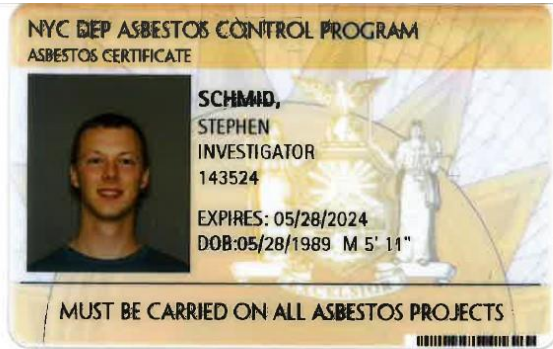 NYC DEP ASBESTOS CONTROL PROGRAM
ASBESTOS CERTIFICATE
SCHMID,
STEPHEN
INVESTIGATOR
143524
EXPIRES: 05/28/2024
DOB:05/28/1989 M 5' 11"
EXCELSIOR
MUST BE CARRIED ON ALL ASBESTOS PROJECTS